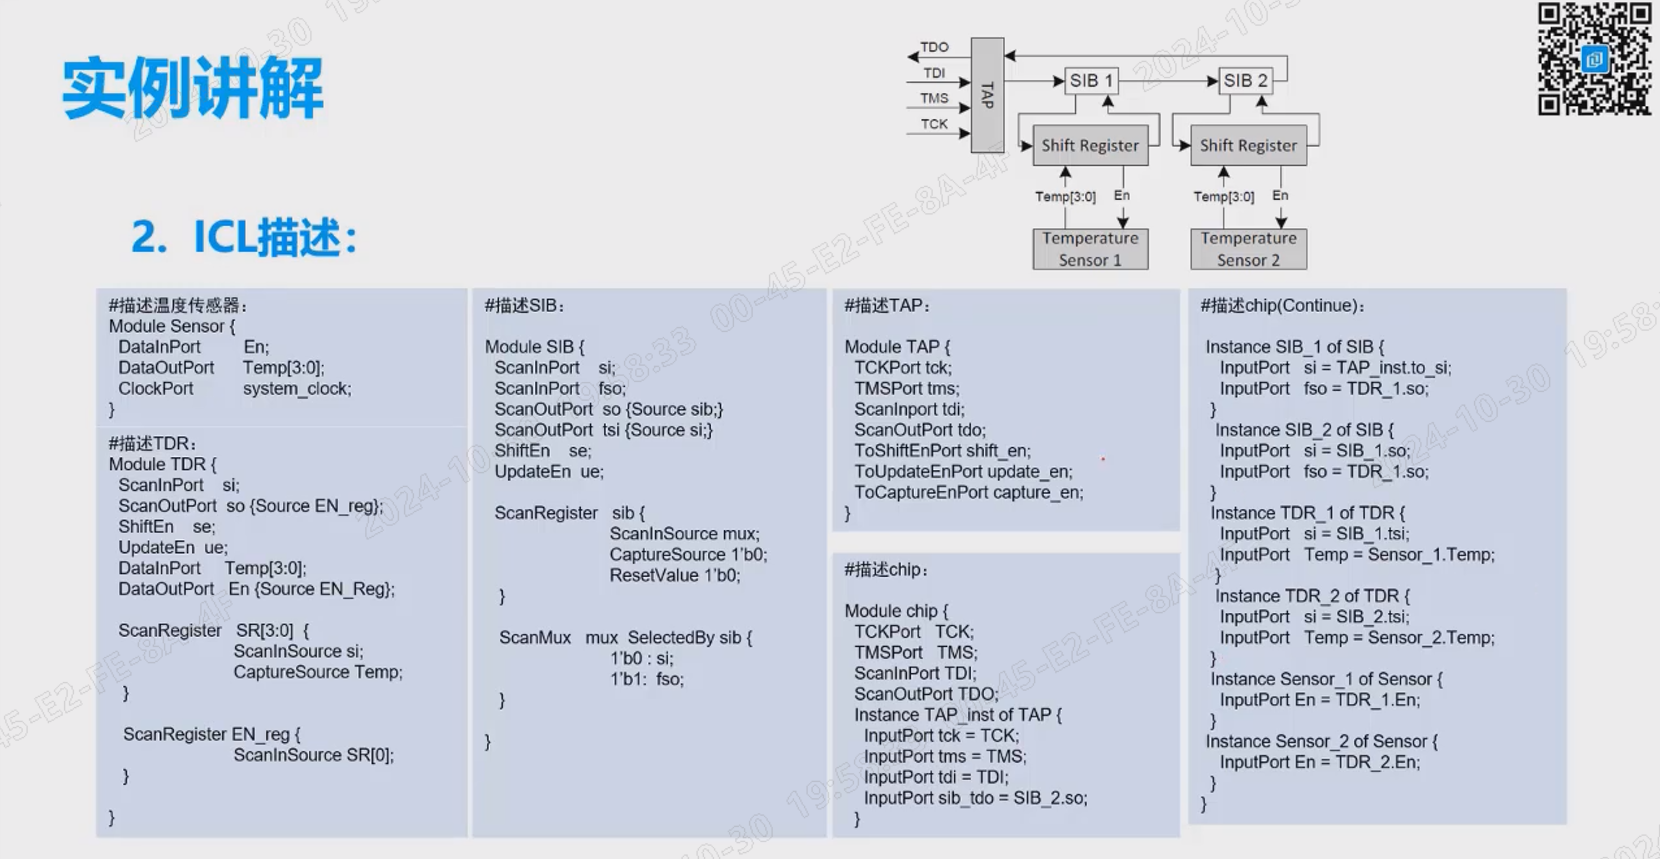 实例讲解
2. ICL描述：
TDO
TDI
TMS
TCK
TAP
SIB 1
SIB 2
Shift Register
Shift Register
Temp[3:0]
En
Temp[3:0]
En
Temperature
Sensor 1
Temperature
Sensor 2
#描述温度传感器：
Module Sensor {
DataInPort En;
DataOutPort Temp[3:0];
ClockPort system_clock;
}
#描述TDR：
Module TDR {
ScanInPort si;
ScanOutPort so {Source EN_reg};
ShiftEn se;
UpdateEn ue;
DataInPort Temp[3:0];
DataOutPort En {Source EN_Reg};
ScanRegister SR[3:0] {
ScanInSource si;
CaptureSource Temp;
}
ScanRegister EN_reg {
ScanInSource SR[0];
}
}
#描述SIB：
Module SIB {
ScanInPort si;
ScanInPort fso;
ScanOutPort so {Source sib;}
ScanOutPort tsi {Source si;}
ShiftEn se;
UpdateEn ue;
ScanRegister sib {
ScanInSource mux;
CaptureSource 1'b0;
ResetValue 1'b0;
}
ScanMux mux SelectedBy sib {
1'b0 : si;
1'b1: fso;
}
}
#描述TAP：
Module TAP {
TCKPort tck;
TMSPort tms;
ScanInport tdi;
ScanOutPort tdo;
ToShiftEnPort shift_en;
ToUpdateEnPort update_en;
ToCaptureEnPort capture_en;
}
#描述chip：
Module chip {
TCKPort TCK;
TMSPort TMS;
ScanInPort TDI;
ScanOutPort TDO;
Instance TAP_inst of TAP {
InputPort tck = TCK;
InputPort tms = TMS;
InputPort tdi = TDI;
InputPort sib_tdo = SIB_2.so;
}
#描述chip(Continue)：
Instance SIB_1 of SIB {
InputPort si = TAP_inst.to_si;
InputPort fso = TDR_1.so;
}
Instance SIB_2 of SIB {
InputPort si = SIB_1.so;
InputPort fso = TDR_1.so;
}
Instance TDR_1 of TDR {
InputPort si = SIB_1.tsi;
InputPort Temp = Sensor_1.Temp;
}
Instance TDR_2 of TDR {
InputPort si = SIB_2.tsi;
InputPort Temp = Sensor_2.Temp;
}
Instance Sensor_1 of Sensor {
InputPort En = TDR_1.En;
}
Instance Sensor_2 of Sensor {
InputPort En = TDR_2.En;
}
}